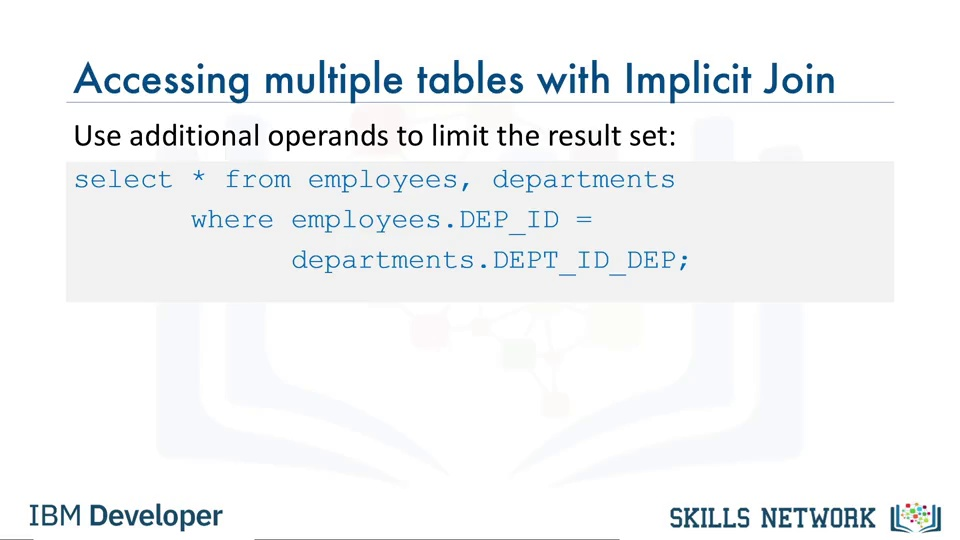 Accessing multiple tables with Implicit Join
Use additional operands to limit the result set:
select * from employees, departments
where employees.DEP_ID =
departments.DEPT_ID_DEP;
IBM Developer
SKILLS NETWORK